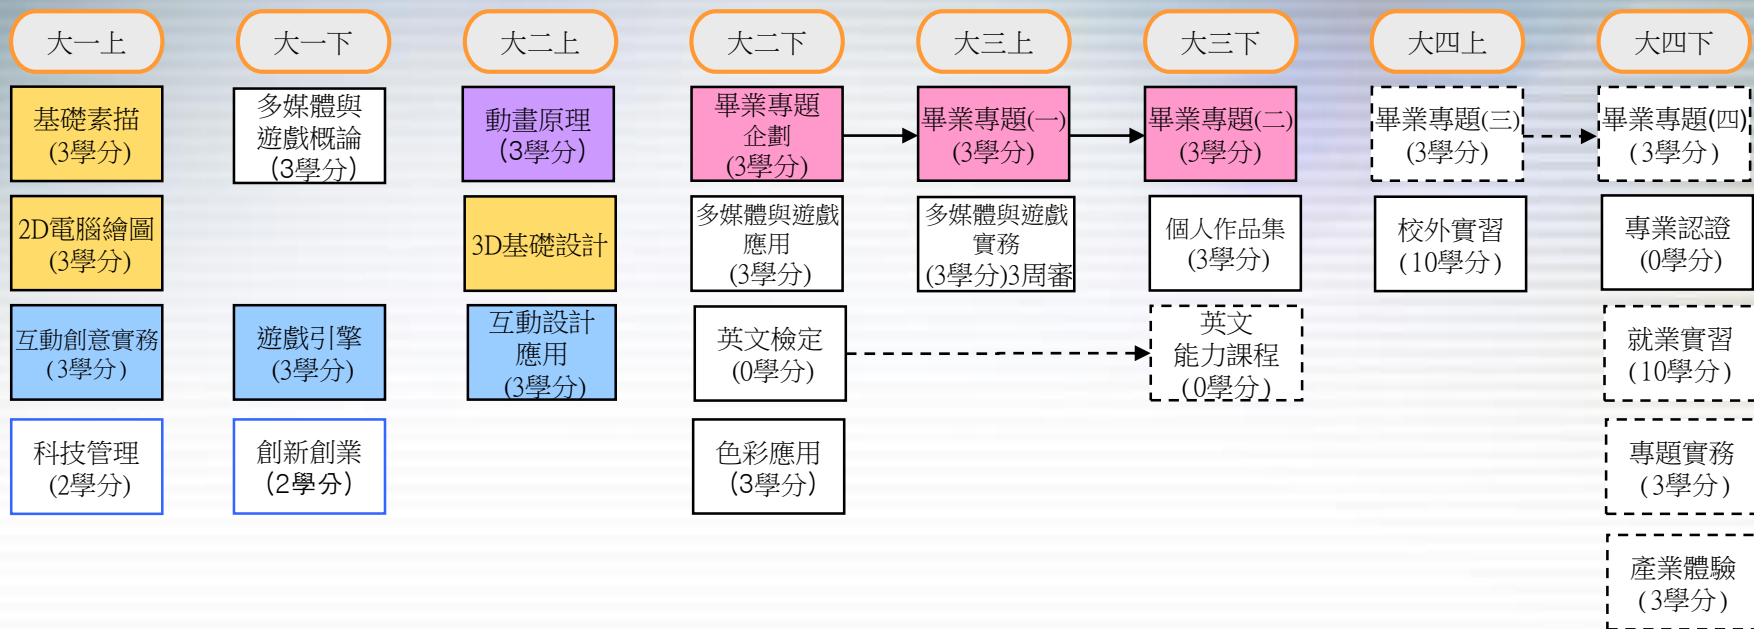 大一上
大一下
大二上
大二下
大三上
大三下
大四上
大四下
基礎素描
(3學分)
多媒體與
遊戲概論
(3學分)
動畫原理
(3學分)
畢業專題
企劃
(3學分)
畢業專題(一)
(3學分)
畢業專題(二)
(3學分)
畢業專題(三)
(3學分)
畢業專題(四)
(3學分)
2D電腦繪圖
(3學分)
3D基礎設計
多媒體與遊戲
應用
(3學分)
多媒體與遊戲
實務
(3學分)3周審
個人作品集
(3學分)
校外實習
(10學分)
專業認證
(0學分)
互動創意實務
(3學分)
遊戲引擎
(3學分)
互動設計
應用
(3學分)
英文檢定
(0學分)
英文
能力課程
(0學分)
就業實習
(10學分)
科技管理
(2學分)
創新創業
(2學分)
色彩應用
(3學分)
專題實務
(3學分)
產業體驗
(3學分)